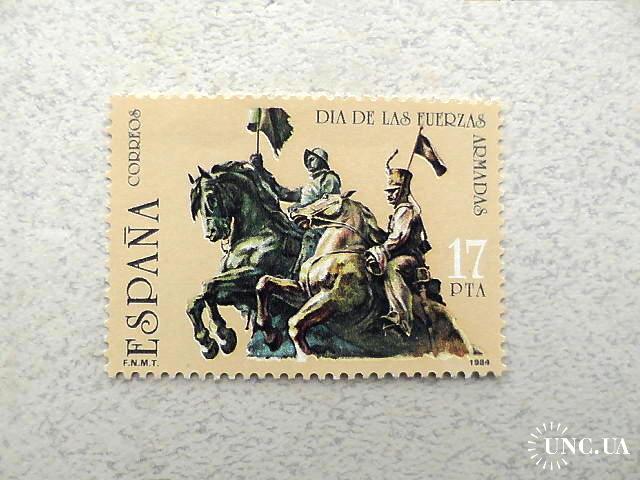 DIA DE LAS FUERZAS ARMADAS
CORREOS
ESPAÑA
17
PTA
F.N.M.T.
1984
UNC.UA